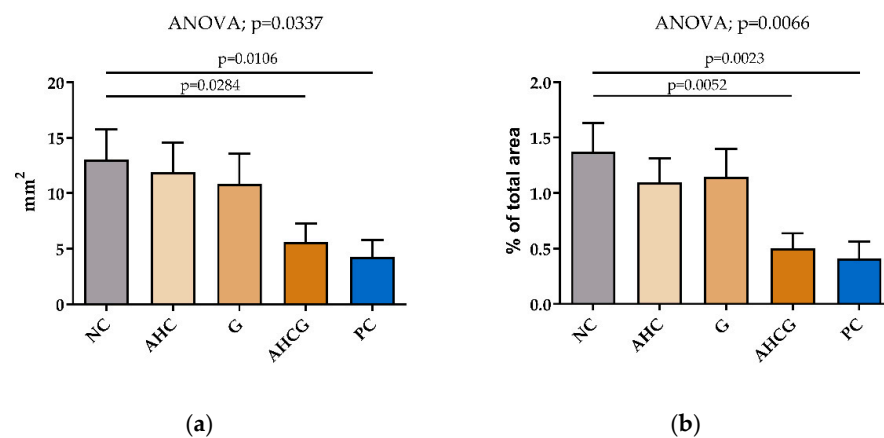 ANOVA; p=0.0337
p=0.0106
p=0.0284
20
15
10
5
0
mm²
NC
AHC
G
AHCG
PC
(a)
ANOVA; p=0.0066
p=0.0023
p=0.0052
2.0
1.5
1.0
0.5
0.0
% of total area
NC
AHC
G
AHCG
PC
(b)